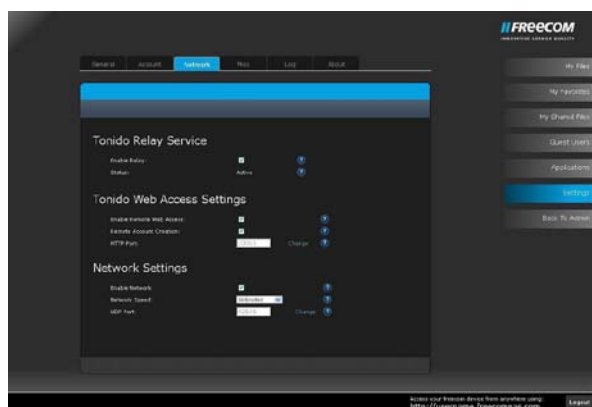 FREECOM
General Account Network Misc Log About
My Files
My Favorites
My Shared Files
Guest Users
Applications
Settings
Back To Admin
Tonido Relay Service
Enable Relay:
Status: Active
Tonido Web Access Settings
Enable Remote Web Access:
Remote Account Creation:
HTTP Port: Change
Network Settings
Enable Network
Network Speed: Unlimited
UDP Port: Change
Access your freecom device from anywhere using:
Logout